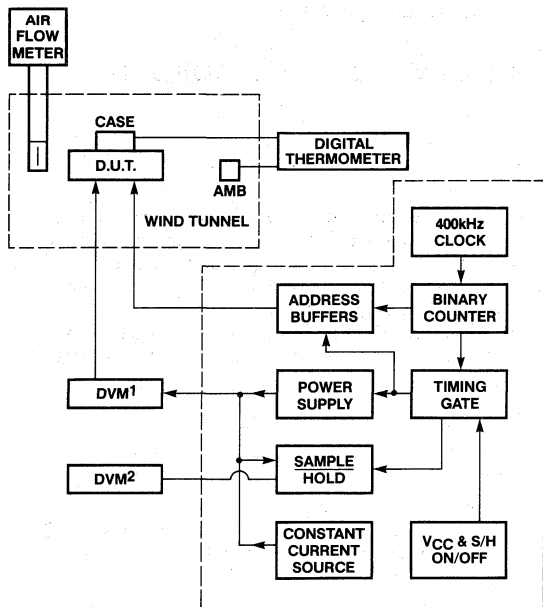 AIR
FLOW
METER
CASE
D.U.T.
AMB
WIND TUNNEL
DIGITAL
THERMOMETER
400kHz
CLOCK
ADDRESS
BUFFERS
BINARY
COUNTER
DVM1
POWER
SUPPLY
TIMING
GATE
DVM2
SAMPLE
HOLD
CONSTANT
CURRENT
SOURCE
VCC & S/H
ON/OFF